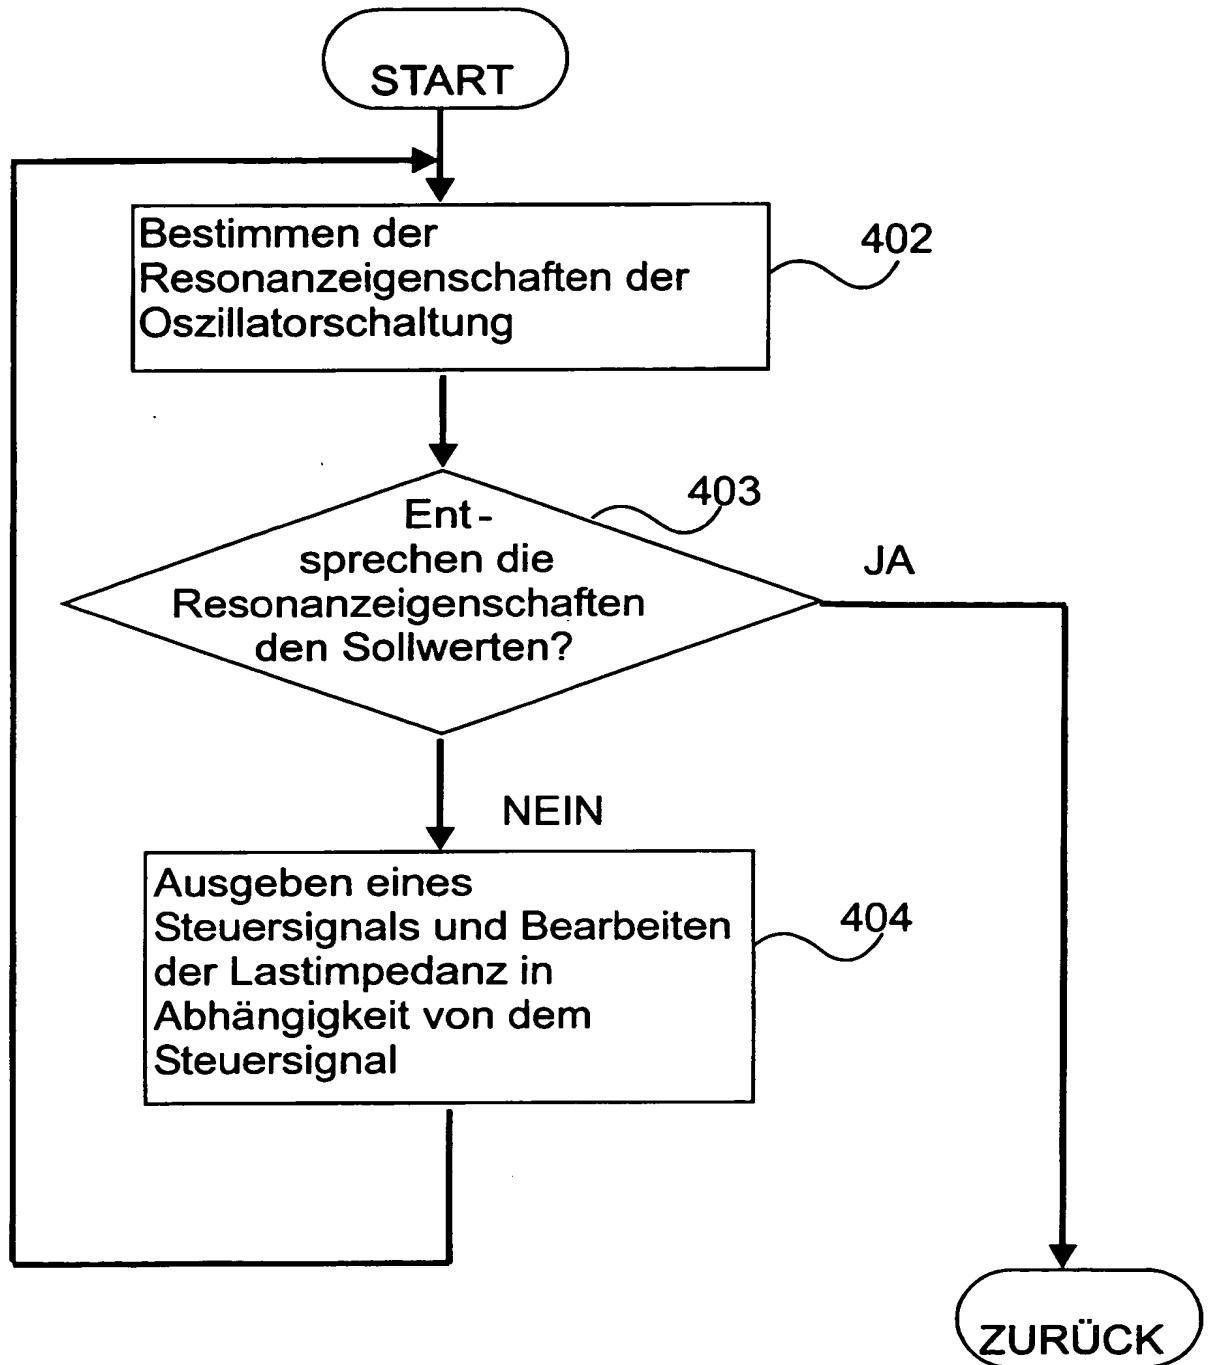 START
Bestimmen der
Resonanzeigenschaften der
Oszillatorschaltung
402
Ent-
sprechen die
Resonanzeigenschaften
den Sollwerten?
403
JA
NEIN
Ausgeben eines
Steuersignals und Bearbeiten
der Lastimpedanz in
Abhängigkeit von dem
Steuersignal
404
ZURÜCK